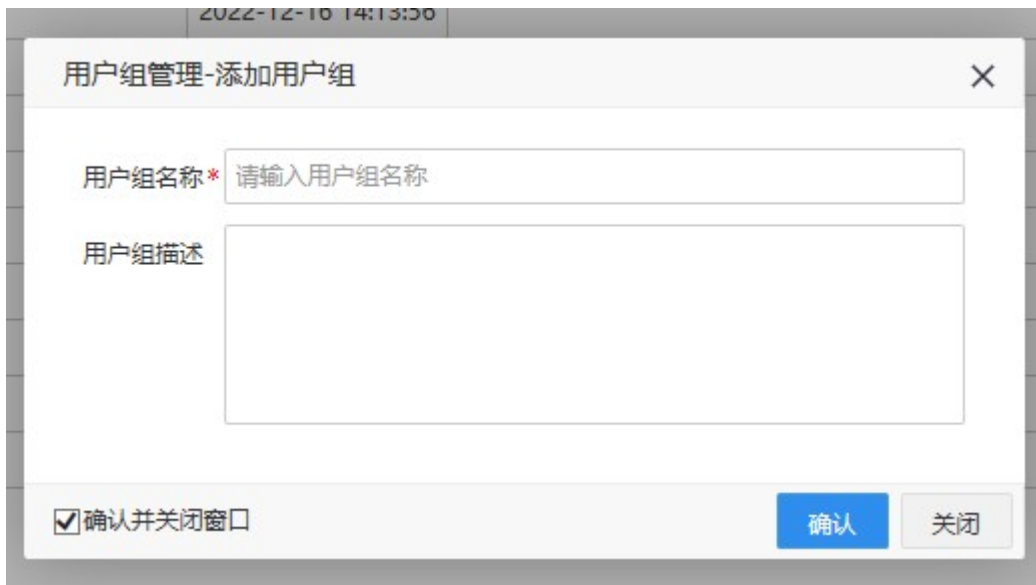 2022-12-16 14:13:56
用户组管理-添加用户组
用户组名称* 请输入用户组名称
用户组描述
确认并关闭窗口 确认 关闭